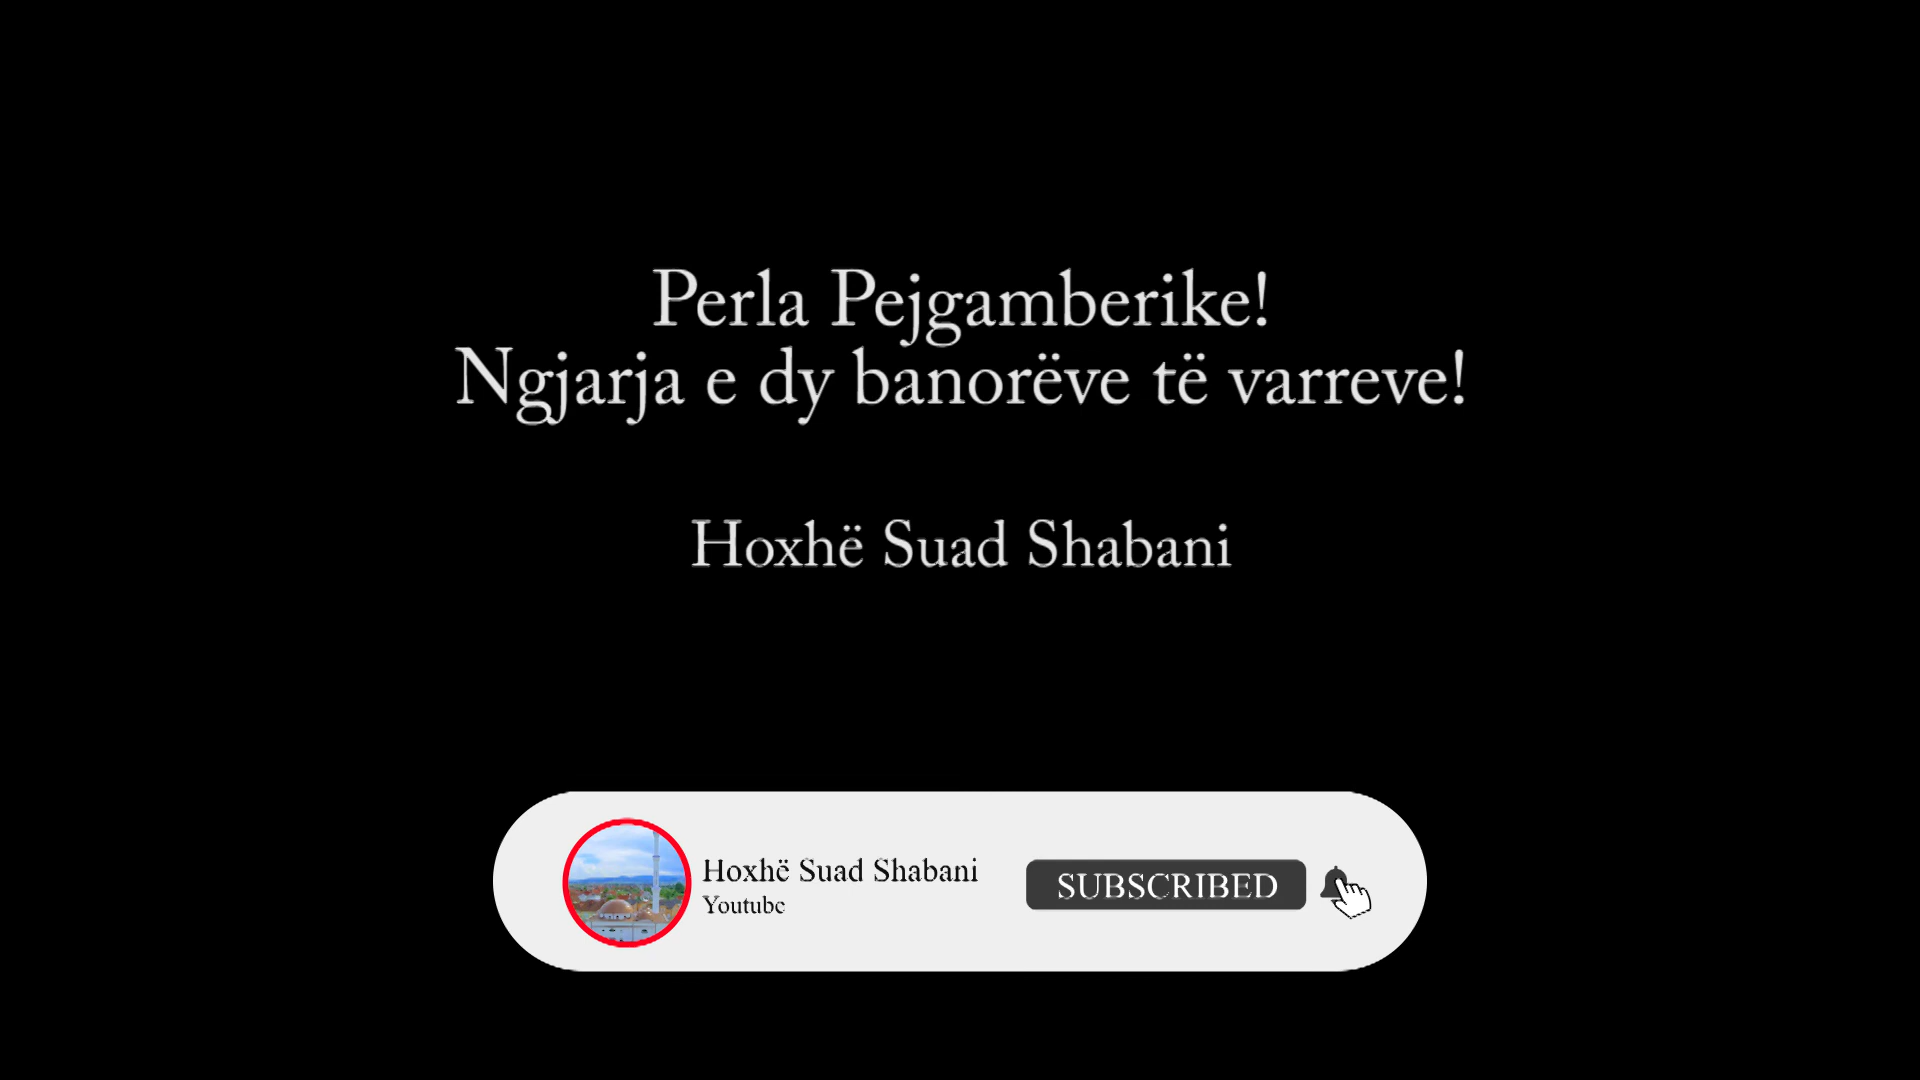 Perla Pejgamberike!
Ngjarja e dy banorëve të varreve!
Hoxhë Suad Shabani
Hoxhë Suad Shabani
Youtube
SUBSCRIBED